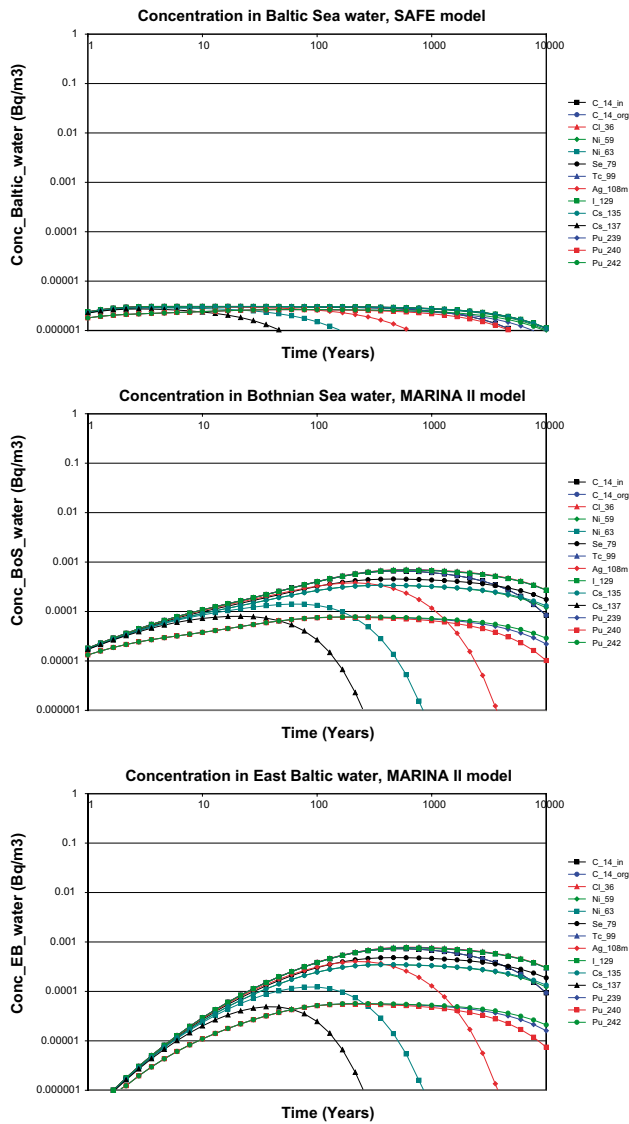 Concentration in Baltic Sea water, SAFE model
1 10 100 1000 10000
1
0.1
0.01
0.001
0.0001
0.00001
0.000001
Conc_Baltic_water (Bq/m3)
Time (Years)
C_14_in
C_14_org
Cl_36
Ni_59
Ni_63
Se_79
Tc_99
Ag_108m
I_129
Cs_135
Cs_137
Pu_239
Pu_240
Pu_242
Concentration in Bothnian Sea water, MARINA II model
1 10 100 1000 10000
1
0.1
0.01
0.001
0.0001
0.00001
0.000001
Conc_BoS_water (Bq/m3)
Time (Years)
C_14_in
C_14_org
Cl_36
Ni_59
Ni_63
Se_79
Tc_99
Ag_108m
I_129
Cs_135
Cs_137
Pu_239
Pu_240
Pu_242
Concentration in East Baltic water, MARINA II model
1 10 100 1000 10000
1
0.1
0.01
0.001
0.0001
0.00001
0.000001
Conc_EB_water (Bq/m3)
Time (Years)
C_14_in
C_14_org
Cl_36
Ni_59
Ni_63
Se_79
Tc_99
Ag_108m
I_129
Cs_135
Cs_137
Pu_239
Pu_240
Pu_242